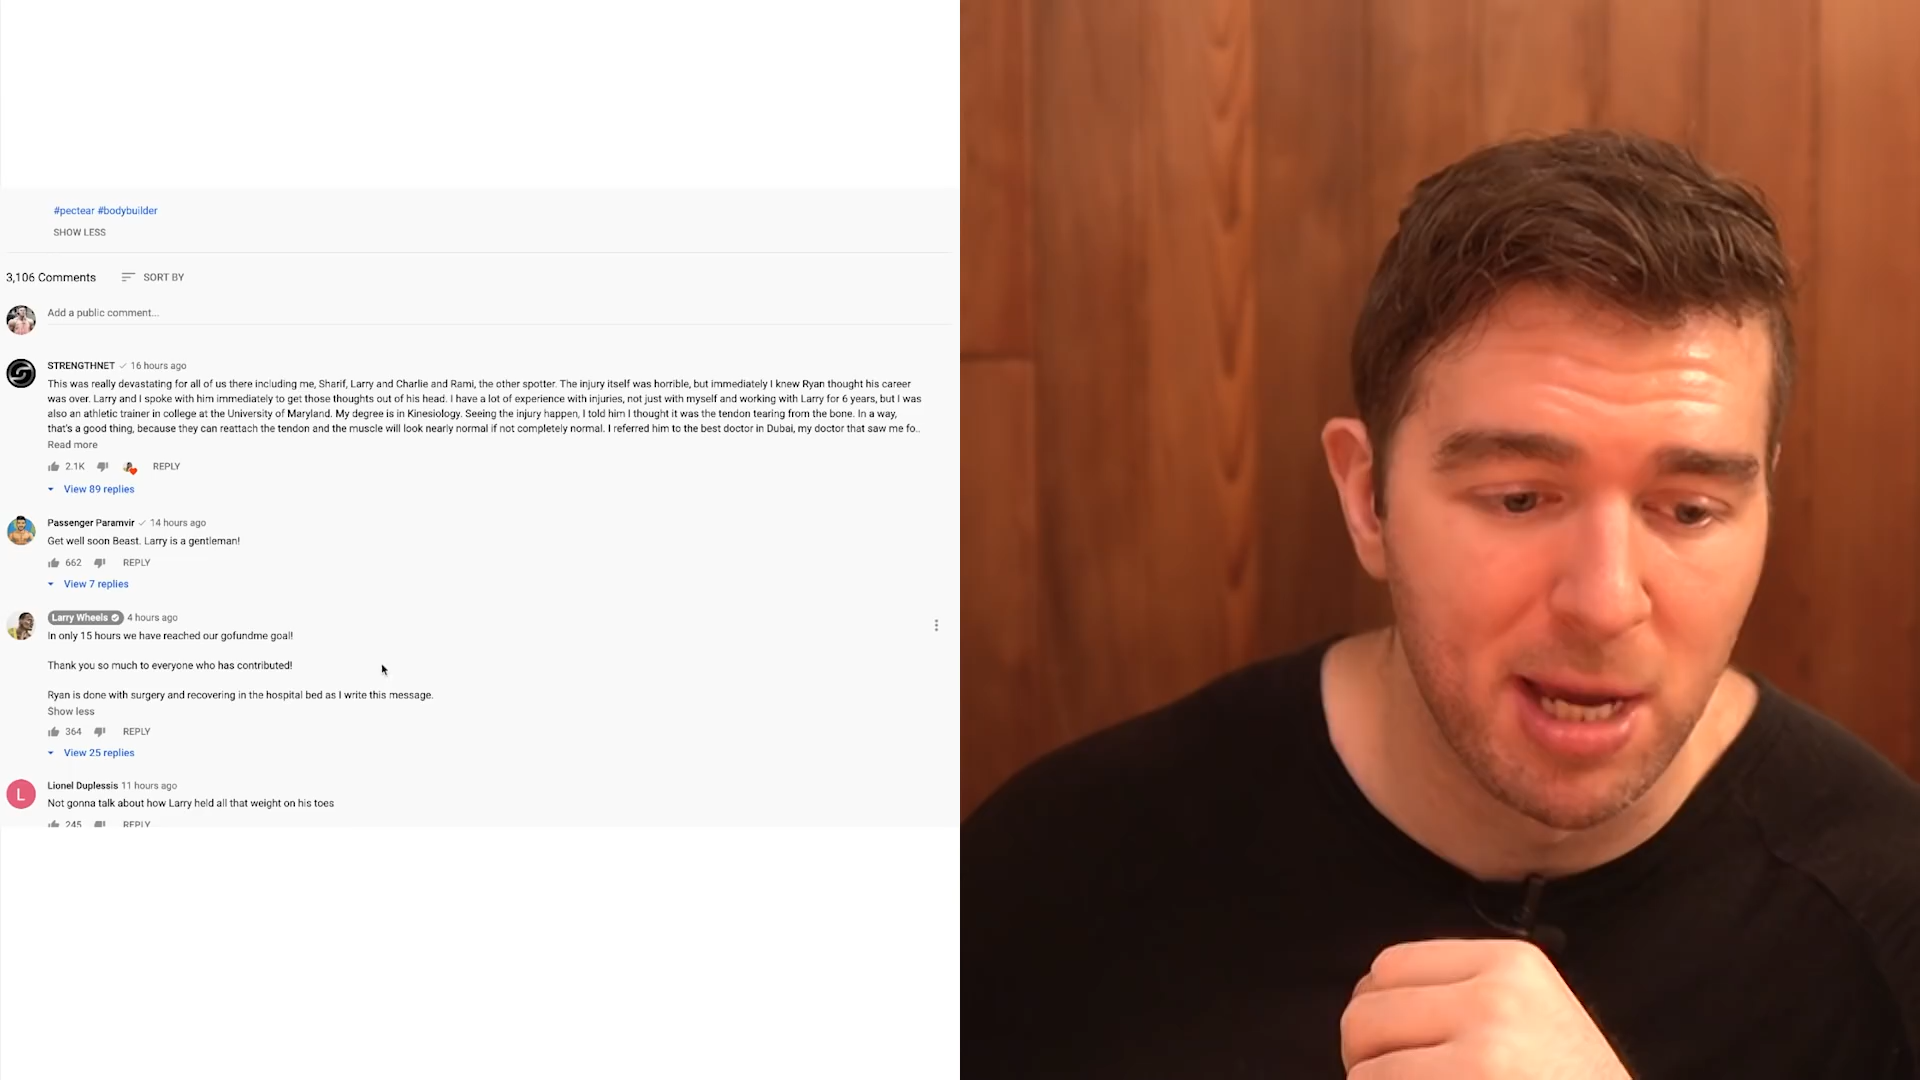 #pectear #bodybuilder
SHOW LESS
3,106 Comments SORT BY
Add a public comment...
STRENGTHNET 16 hours ago
This was really devastating for all of us there including me, Sharif, Larry and Charlie and Rami, the other spotter. The injury itself was horrible, but immediately I knew Ryan thought his career
was over. Larry and I spoke with him immediately to get those thoughts out of his head. I have a lot of experience with injuries, not just with myself and working with Larry for 6 years, but I was
also an athletic trainer in college at the University of Maryland. My degree is in Kinesiology. Seeing the injury happen, I told him I thought it was the tendon tearing from the bone. In a way,
that's a good thing, because they can reattach the tendon and the muscle will look nearly normal if not completely normal. I referred him to the best doctor in Dubai, my doctor that saw me fo...
Read more
2.1K REPLY
View 89 replies
Passenger Paramvir 14 hours ago
Get well soon Beast. Larry is a gentleman!
662 REPLY
View 7 replies
Larry Wheels 4 hours ago
In only 15 hours we have reached our gofundme goal!
Thank you so much to everyone who has contributed!
Ryan is done with surgery and recovering in the hospital bed as I write this message.
Show less
364 REPLY
View 25 replies
L
Lionel Duplessis 11 hours ago
Not gonna talk about how Larry held all that weight on his toes
245 REPLY